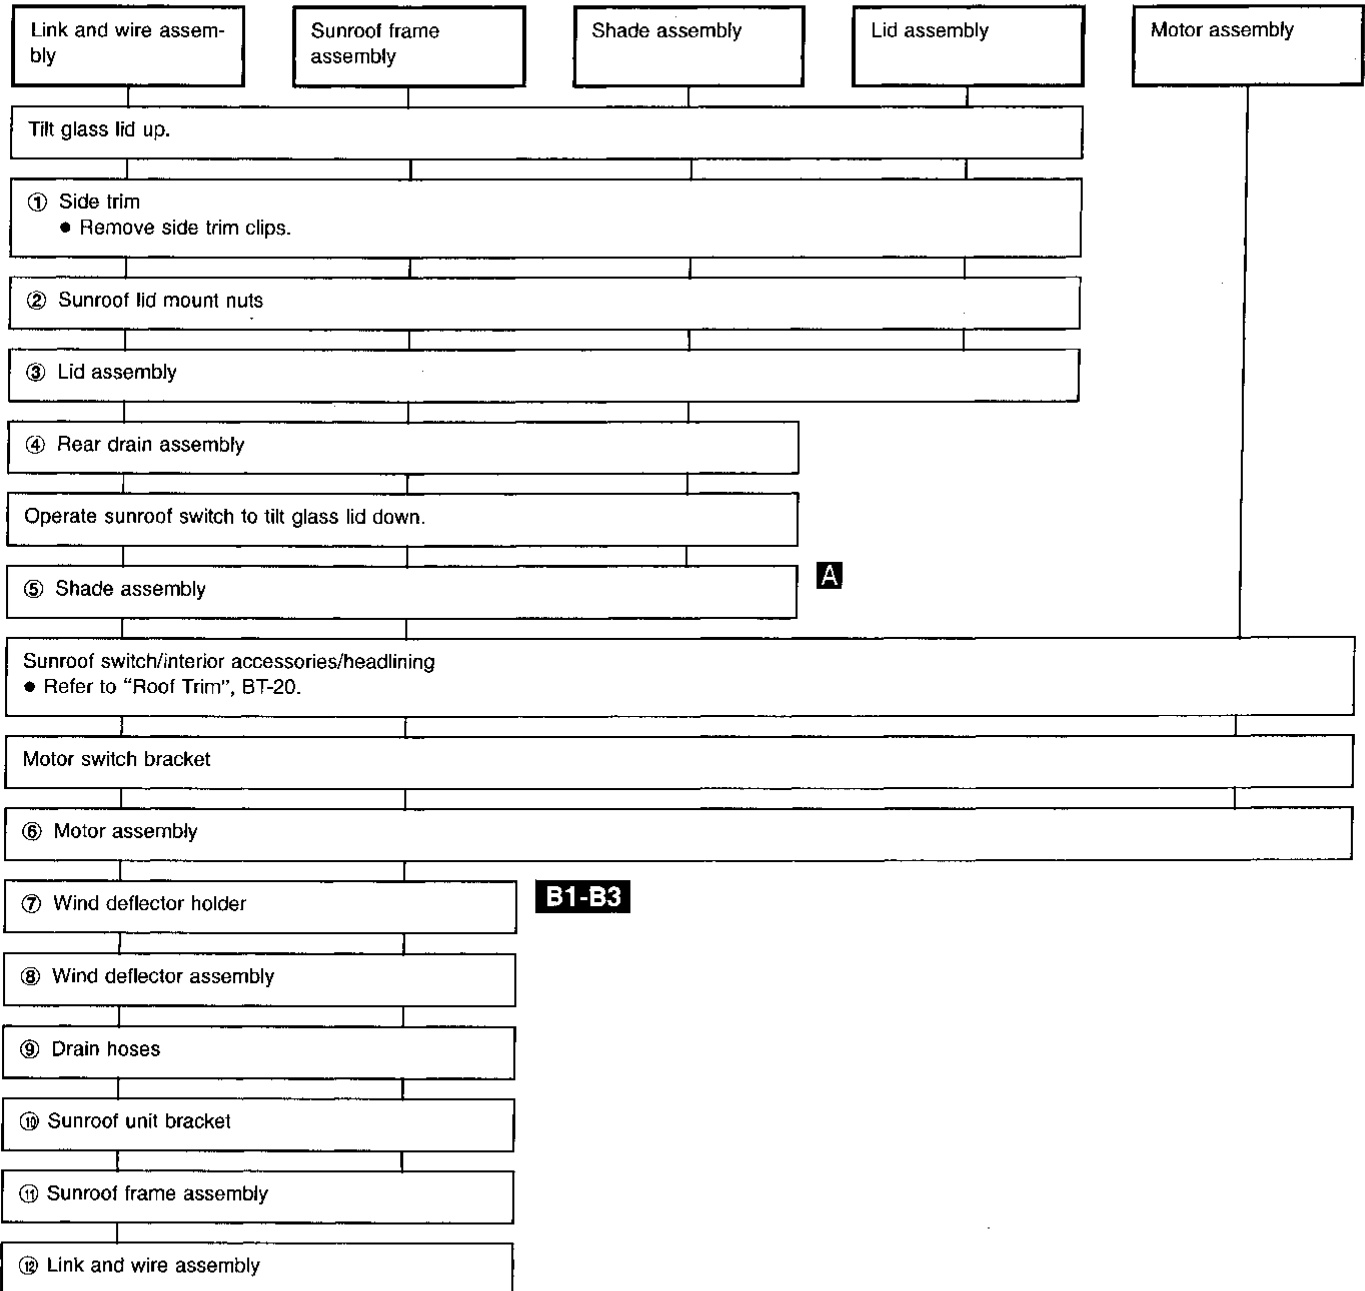 Link and wire assem-
bly
Sunroof frame
assembly
Shade assembly
Lid assembly
Motor assembly
Tilt glass lid up.
① Side trim
● Remove side trim clips.
② Sunroof lid mount nuts
③ Lid assembly
④ Rear drain assembly
Operate sunroof switch to tilt glass lid down.
⑤ Shade assembly
A
Sunroof switch/interior accessories/headlining
● Refer to “Roof Trim”, BT-20.
Motor switch bracket
⑥ Motor assembly
⑦ Wind deflector holder
B1-B3
⑧ Wind deflector assembly
⑨ Drain hoses
⑩ Sunroof unit bracket
⑪ Sunroof frame assembly
⑫ Link and wire assembly